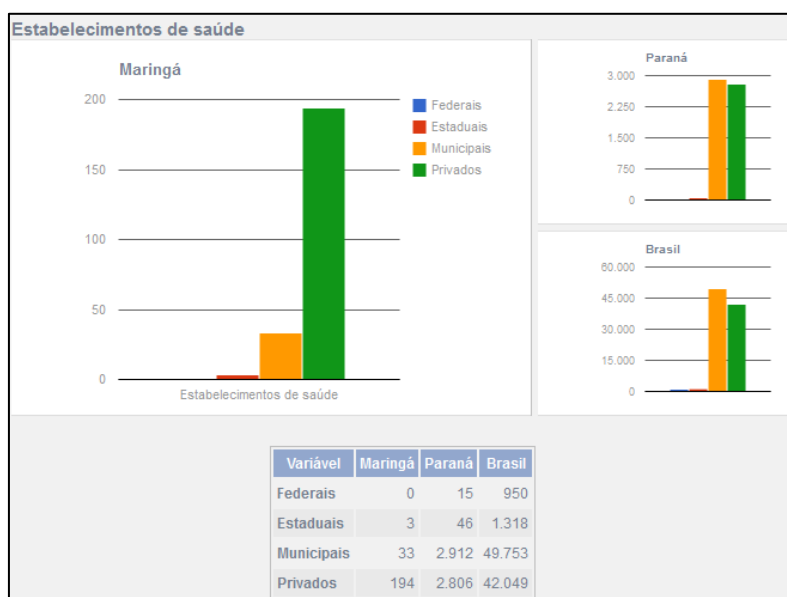 Estabelecimentos de saúde
Maringá
200
150
100
50
0
Estabelecimentos de saúde
Federais
Estaduais
Municipais
Privados
Paraná
3.000
2.250
1.500
750
0
Brasil
60.000
45.000
30.000
15.000
0
Variável Maringá Paraná Brasil
Federais 0 15 950
Estaduais 3 46 1.318
Municipais 33 2.912 49.753
Privados 194 2.806 42.049